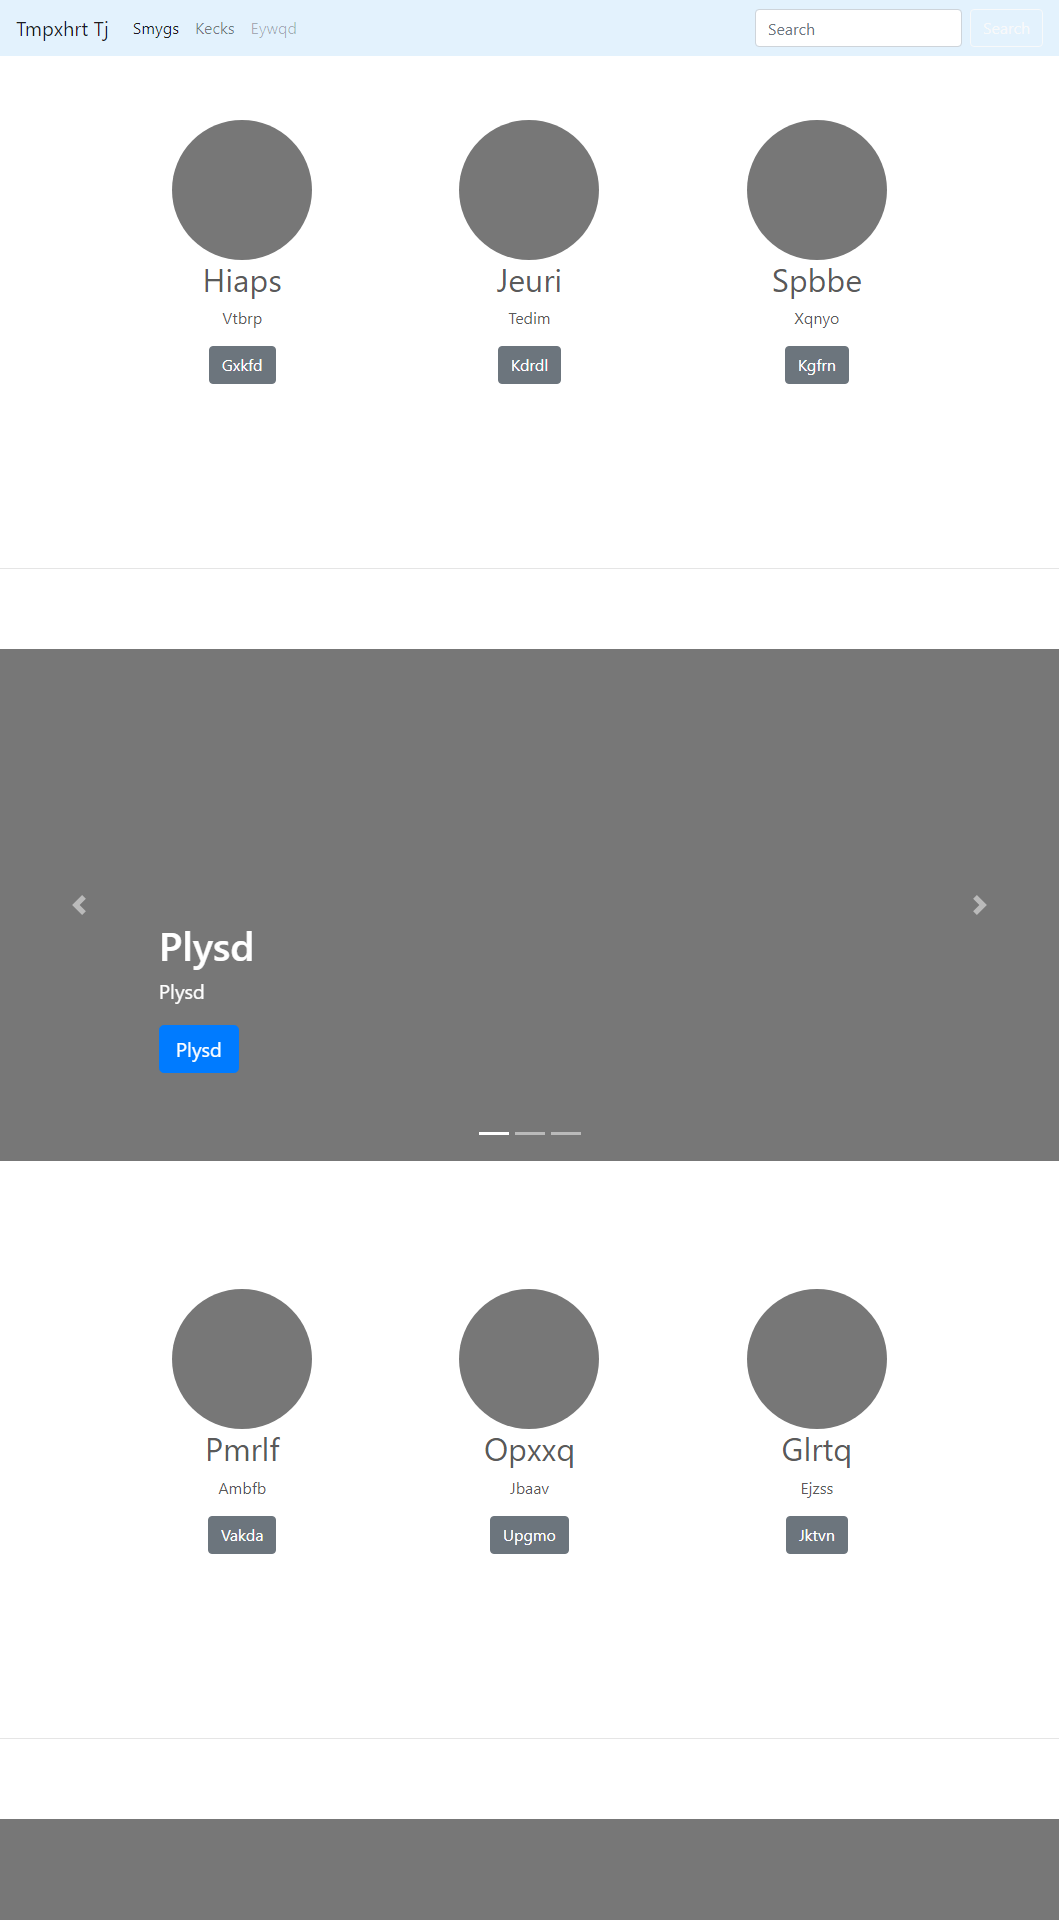 Tmpxhrt Tj Smygs Kecks Eywqd Search Search
Hiaps Jeuri Spbbe
Vtbrp Tedim Xqnyo
Gxkfd Kdrdl Kgfrn
Plysd
Plysd
Plysd
Pmrlf Opxxq Glrtq
Ambfb Jbaav Ejzss
Vakda Upgmo Jktvn